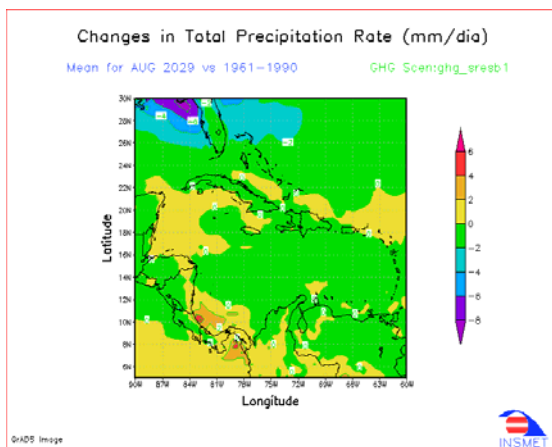 Changes in Total Precipitation Rate (mm/dia)
Mean for AUG 2029 vs 1961-1990 GHG Scen:ghg_sresb1
30N
28N
26N
24N
22N
20N
18N
16N
14N
12N
10N
8N
6N
Latitude
90W 87W 84W 81W 78W 75W 72W 69W 66W 63W 60W
Longitude
6
4
2
0
-2
-4
-6
-8
GrADS Image
INSMET